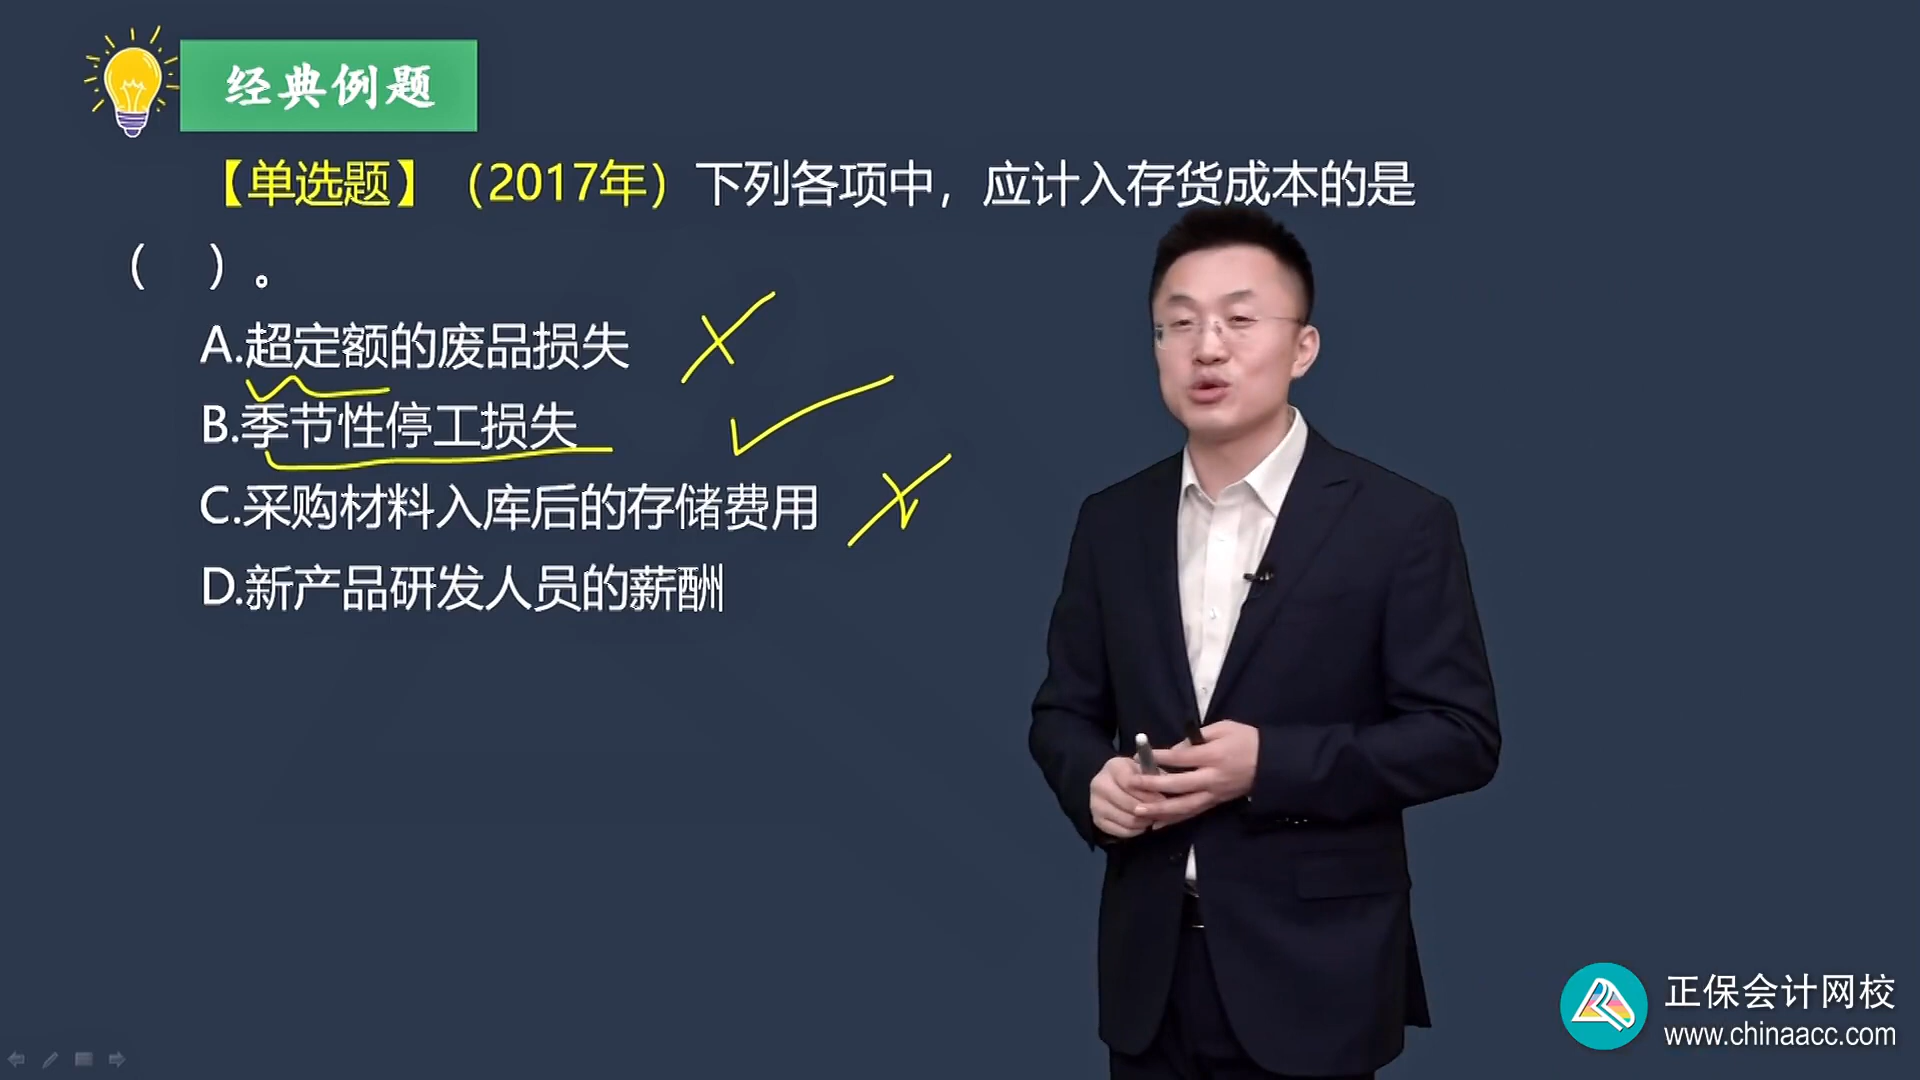 经典例题
【单选题】（2017年）下列各项中，应计入存货成本的是
（ ）。
A.超定额的废品损失
B.季节性停工损失
C.采购材料入库后的存储费用
D.新产品研发人员的薪酬
正保会计网校
www.chinaacc.com